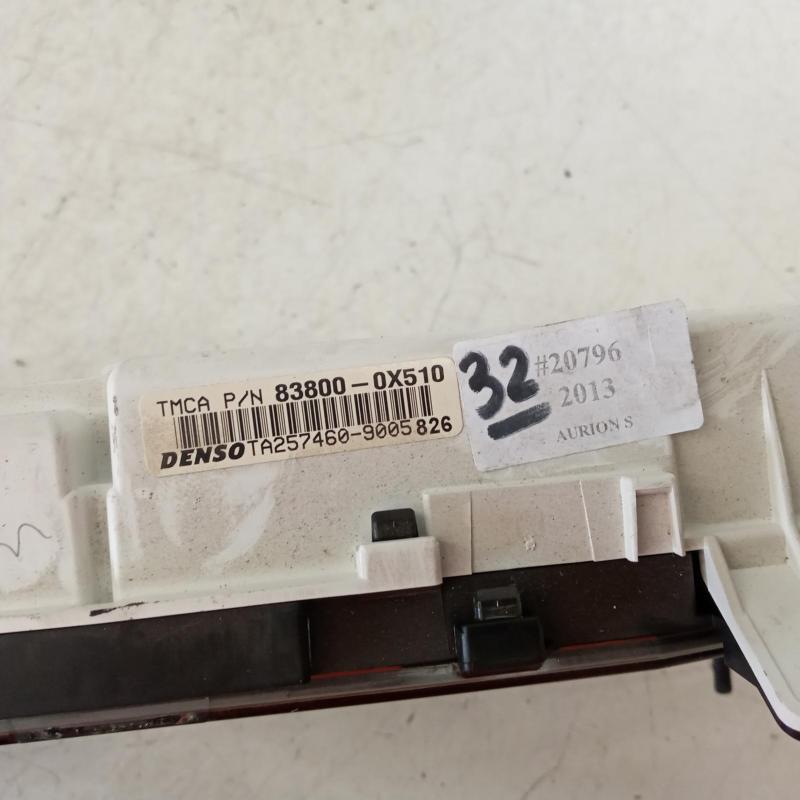 TMCA P/N 83800-0X510
DENSO TA257460-9005 826
32
#20796
2013
AURION S